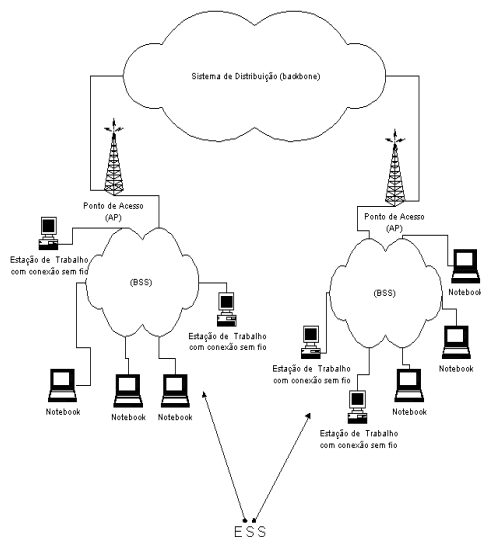 Sistema de Distribuição (backbone)
Ponto de Acesso
(AP)
Ponto de Acesso
(AP)
Estação de Trabalho
com conexão sem fio
(BSS)
(BSS)
Notebook
Estação de Trabalho
com conexão sem fio
Notebook
Estação de Trabalho
com conexão sem fio
Notebook
Notebook
Notebook
Notebook
Estação de Trabalho
com conexão sem fio
ESS